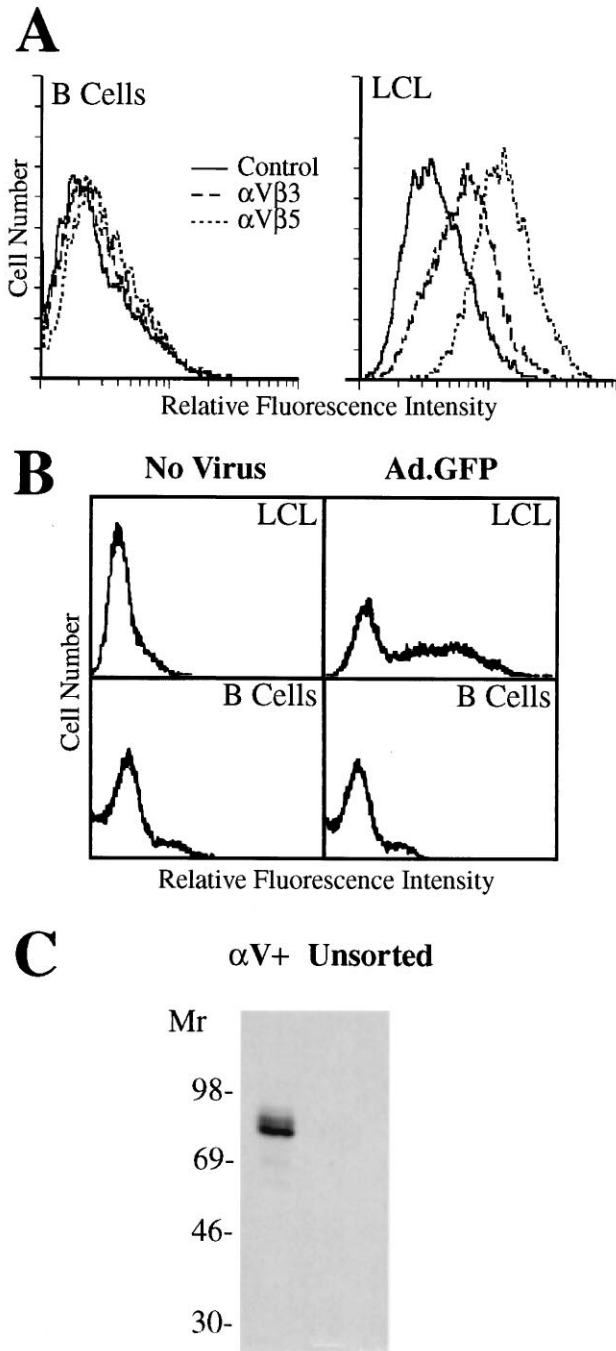 A
B Cells
LCL
Control
αVβ3
αVβ5
Cell Number
Relative Fluorescence Intensity
B
No Virus
Ad.GFP
LCL
LCL
B Cells
B Cells
Cell Number
Relative Fluorescence Intensity
C
αV+ Unsorted
Mr
98-
69-
46-
30-